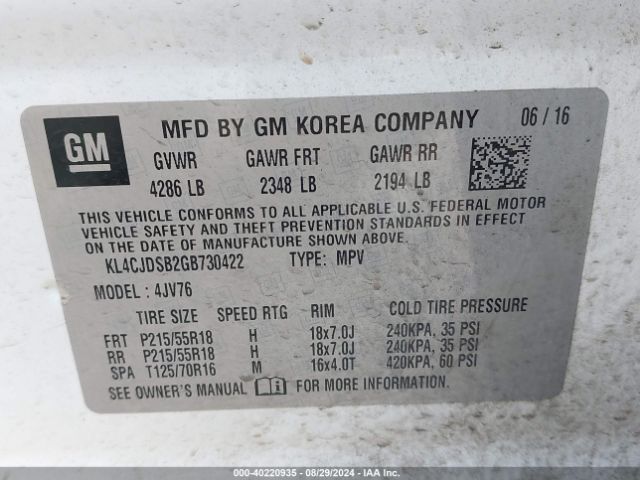 GM
MFD BY GM KOREA COMPANY 06 / 16
GVWR GAWR FRT GAWR RR
4286 LB 2348 LB 2194 LB
THIS VEHICLE CONFORMS TO ALL APPLICABLE U.S. FEDERAL MOTOR
VEHICLE SAFETY AND THEFT PREVENTION STANDARDS IN EFFECT
ON THE DATE OF MANUFACTURE SHOWN ABOVE.
KL4CJDSB2GB730422 TYPE: MPV
MODEL : 4JV76
TIRE SIZE SPEED RTG RIM COLD TIRE PRESSURE
FRT P215/55R18 H 18x7.0J 240KPA, 35 PSI
RR P215/55R18 H 18x7.0J 240KPA, 35 PSI
SPA T125/70R16 M 16x4.0T 420KPA, 60 PSI
SEE OWNER'S MANUAL FOR MORE INFORMATION.
000-40220935 - 08/29/2024 - IAA Inc.